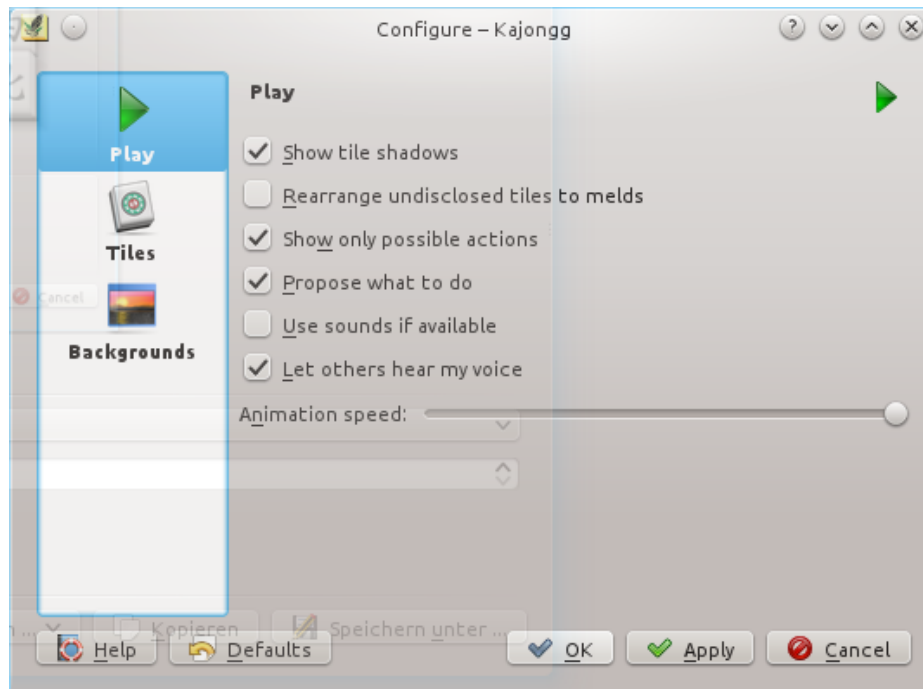 Configure – Kajongg
Play
Tiles
Backgrounds
Play
Show tile shadows
Rearrange undisclosed tiles to melds
Show only possible actions
Propose what to do
Use sounds if available
Let others hear my voice
Animation speed:
Cancel
Kopieren
Speichern unter ...
Help
Defaults
OK
Apply
Cancel